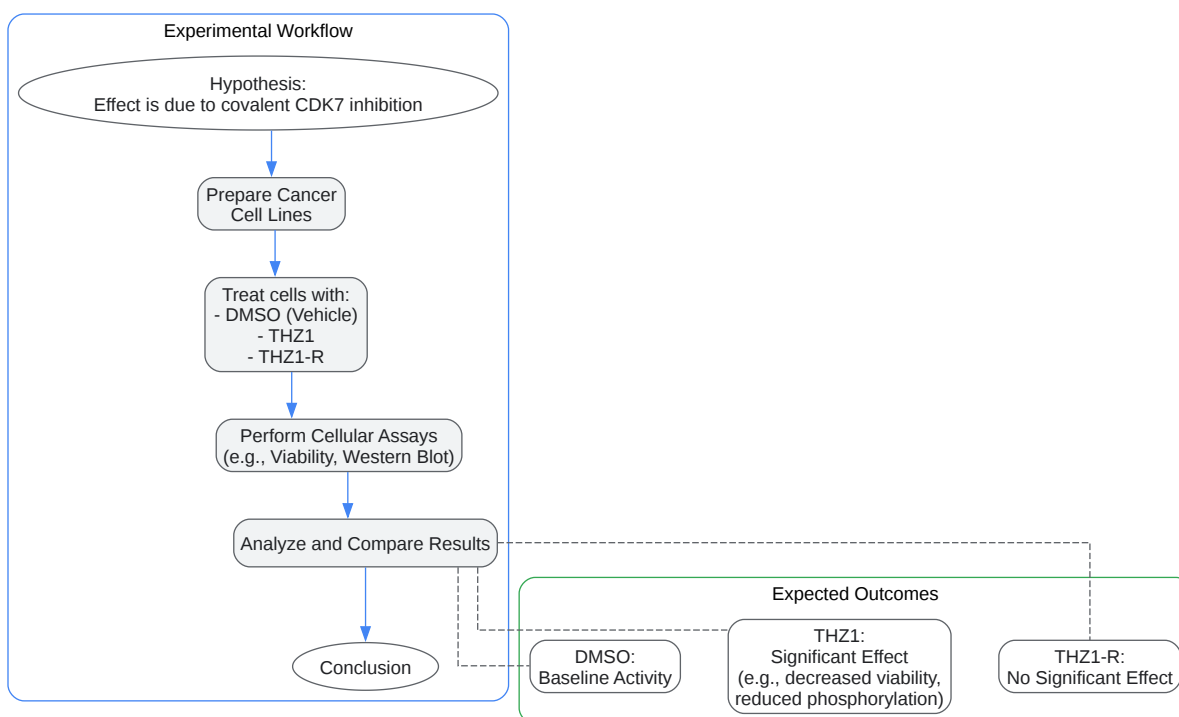 Experimental Workflow
Hypothesis:
Effect is due to covalent CDK7 inhibition
Prepare Cancer
Cell Lines
Treat cells with:
- DMSO (Vehicle)
- THZ1
- THZ1-R
Perform Cellular Assays
(e.g., Viability, Western Blot)
Analyze and Compare Results
Conclusion
Expected Outcomes
DMSO:
Baseline Activity
THZ1:
Significant Effect
(e.g., decreased viability,
reduced phosphorylation)
THZ1-R:
No Significant Effect